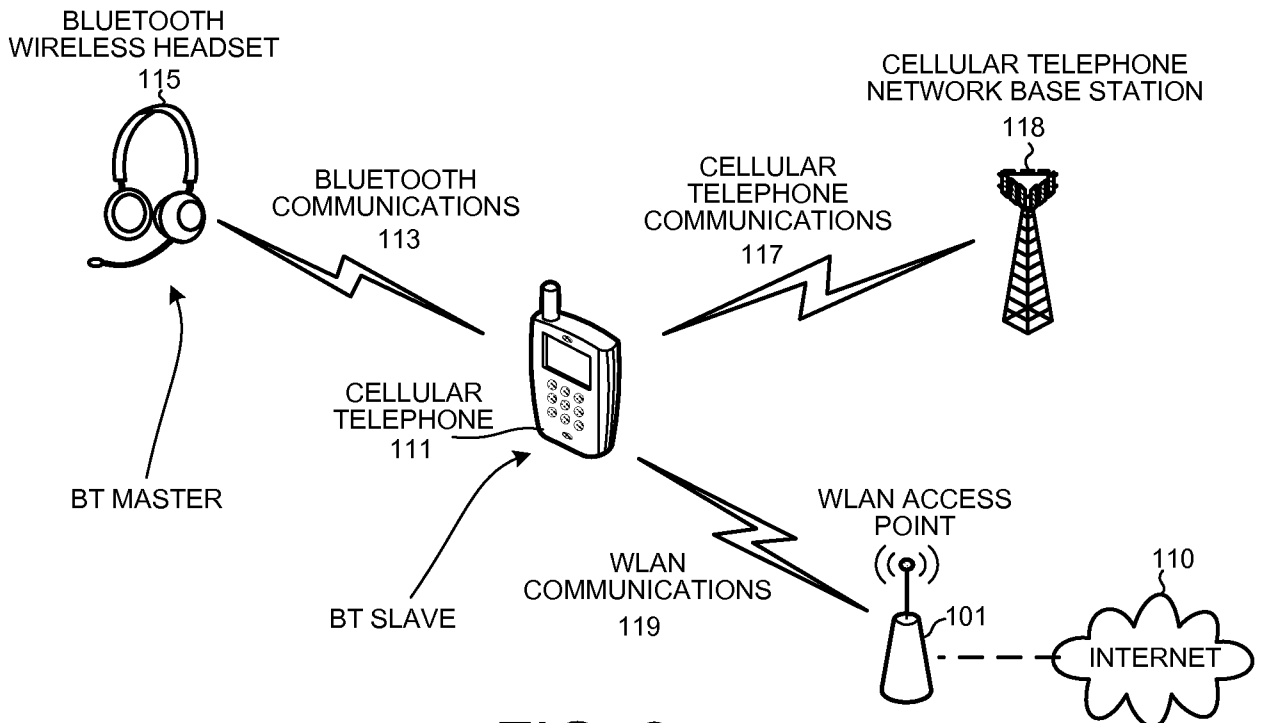 BLUETOOTH
WIRELESS HEADSET
115
CELLULAR TELEPHONE
NETWORK BASE STATION
118
BLUETOOTH
COMMUNICATIONS
113
CELLULAR
TELEPHONE
COMMUNICATIONS
117
CELLULAR
TELEPHONE
111
BT MASTER
BT SLAVE
WLAN
COMMUNICATIONS
119
WLAN ACCESS
POINT
101
110
INTERNET